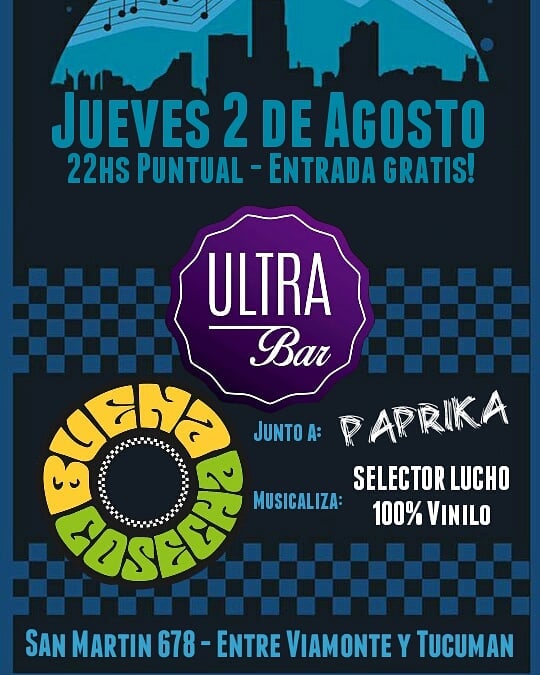 Jueves 2 de Agosto
22hs Puntual - Entrada gratis!
ULTRA
Bar
BUENA
COSECHA
Junto a: PAPRIKA
Musicaliza: SELECTOR LUCHO
100% Vinilo
San Martin 678 - Entre Viamonte y Tucuman